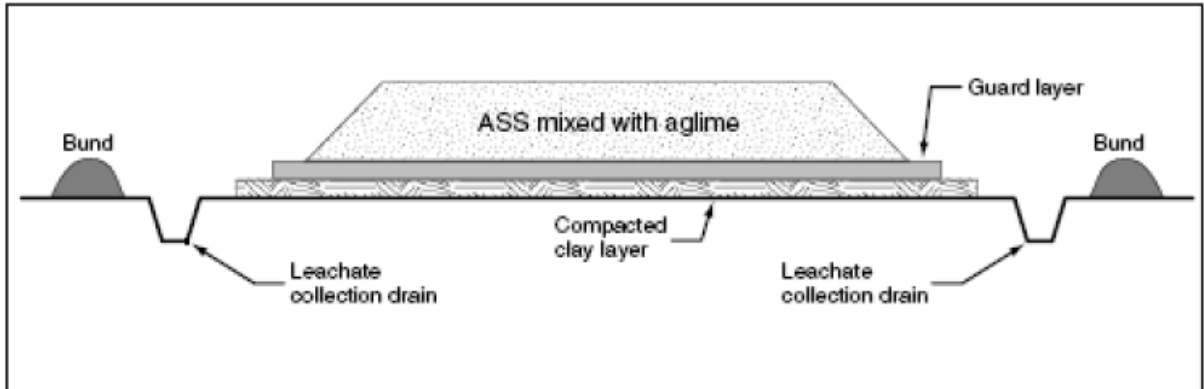 ASS mixed with aglime
Guard layer
Bund
Bund
Compacted
clay layer
Leachate
collection drain
Leachate
collection drain